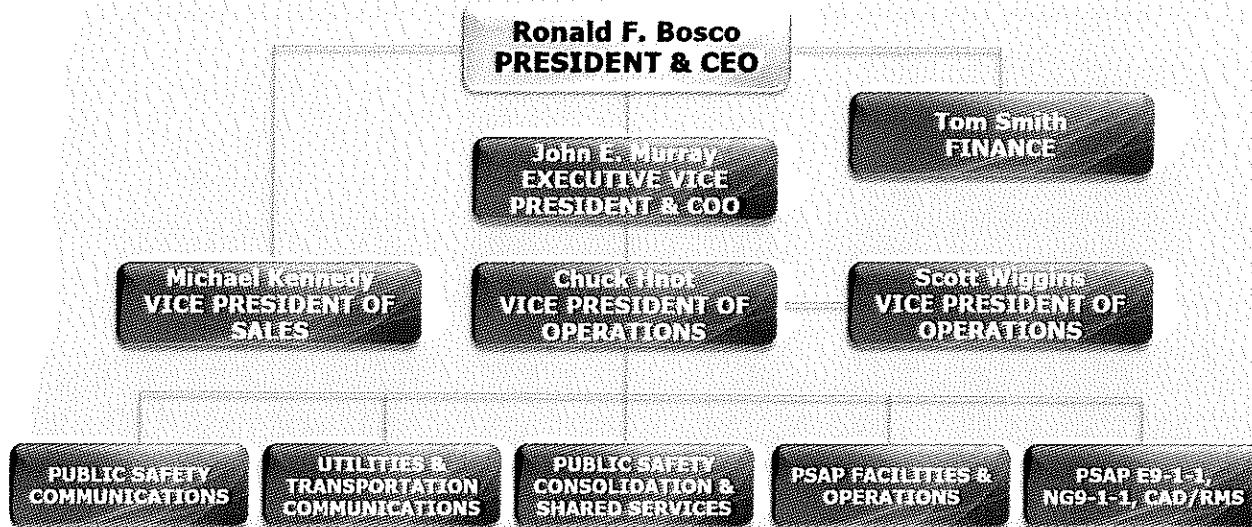 Ronald F. Bosco
PRESIDENT & CEO
Tom Smith
FINANCE
John E. Murray
EXECUTIVE VICE
PRESIDENT & COO
Michael Kennedy
VICE PRESIDENT OF
SALES
Chuck Hnot
VICE PRESIDENT OF
OPERATIONS
Scott Wiggins
VICE PRESIDENT OF
OPERATIONS
PUBLIC SAFETY
COMMUNICATIONS
UTILITIES &
TRANSPORTATION
COMMUNICATIONS
PUBLIC SAFETY
CONSOLIDATION &
SHARED SERVICES
PSAP FACILITIES &
OPERATIONS
PSAP E9-1-1,
NG9-1-1, CAD/RMS